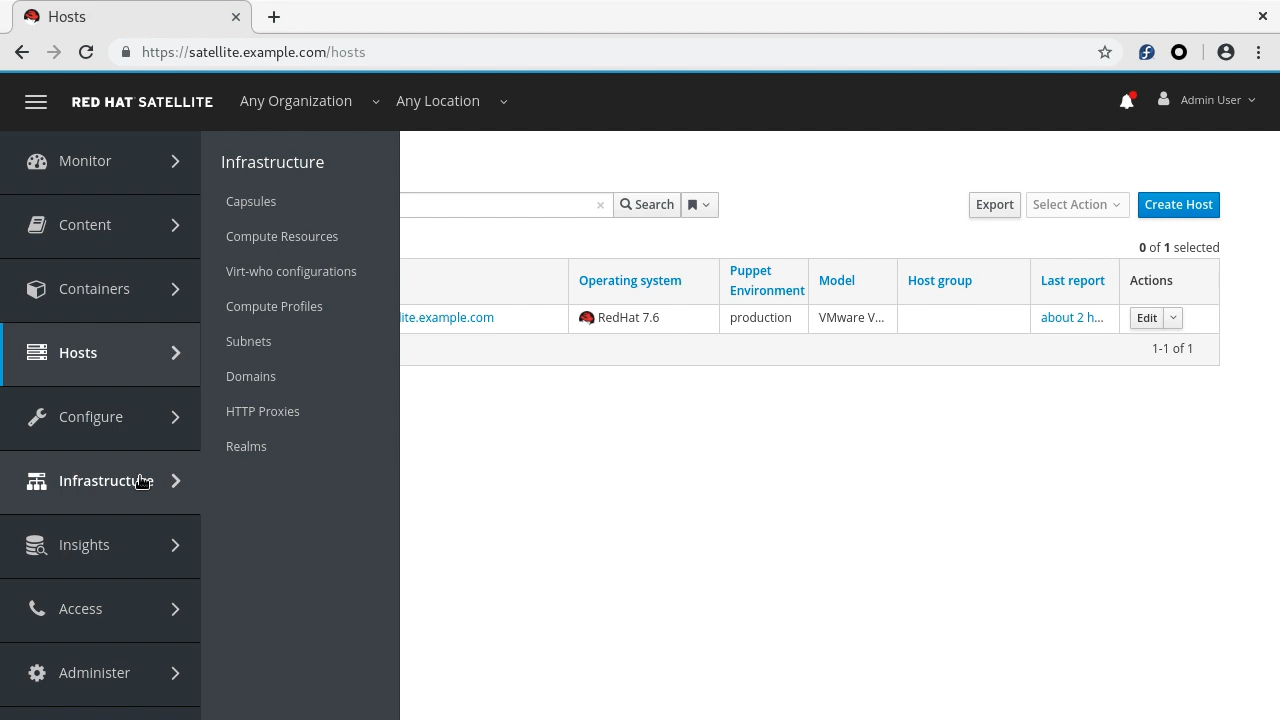 Hosts
https://satellite.example.com/hosts
RED HAT SATELLITE
Any Organization
Any Location
Admin User
Monitor
Content
Containers
Hosts
Configure
Infrastructure
Insights
Access
Administer
Infrastructure
Capsules
Compute Resources
Virt-who configurations
Compute Profiles
Subnets
Domains
HTTP Proxies
Realms
Search
Export
Select Action
Create Host
0 of 1 selected
Operating system
Puppet
Environment
Model
Host group
Last report
Actions
lite.example.com
RedHat 7.6
production
VMware V...
about 2 h...
Edit
1-1 of 1